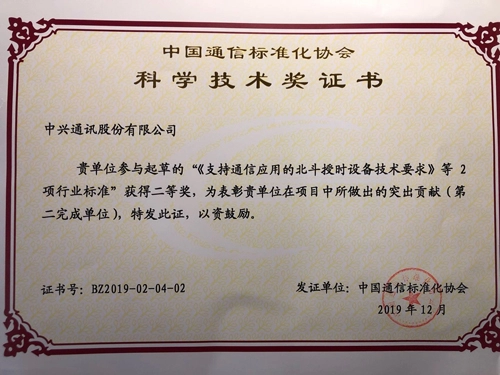 中国通信标准化协会
科学技术奖证书
中兴通讯股份有限公司
贵单位参与起草的“《支持通信应用的北斗授时设备技术要求》等 2
项行业标准”获得二等奖，为表彰贵单位在项目中所做出的突出贡献（第
二完成单位），特发此证，以资鼓励。
证书号：BZ2019-02-04-02
发证单位：中国通信标准化协会
2019 年 12 月